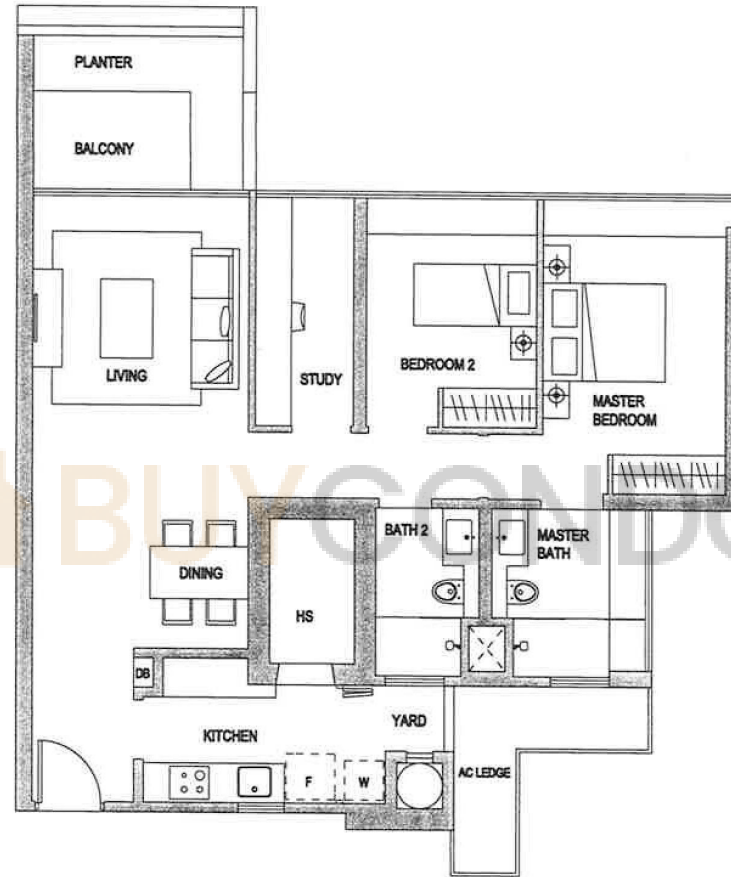 PLANTER
BALCONY
LIVING
STUDY
BEDROOM 2
MASTER
BEDROOM
BUYCONDO
BATH 2
MASTER
BATH
DINING
HS
DB
KITCHEN
YARD
F
W
AC LEDGE